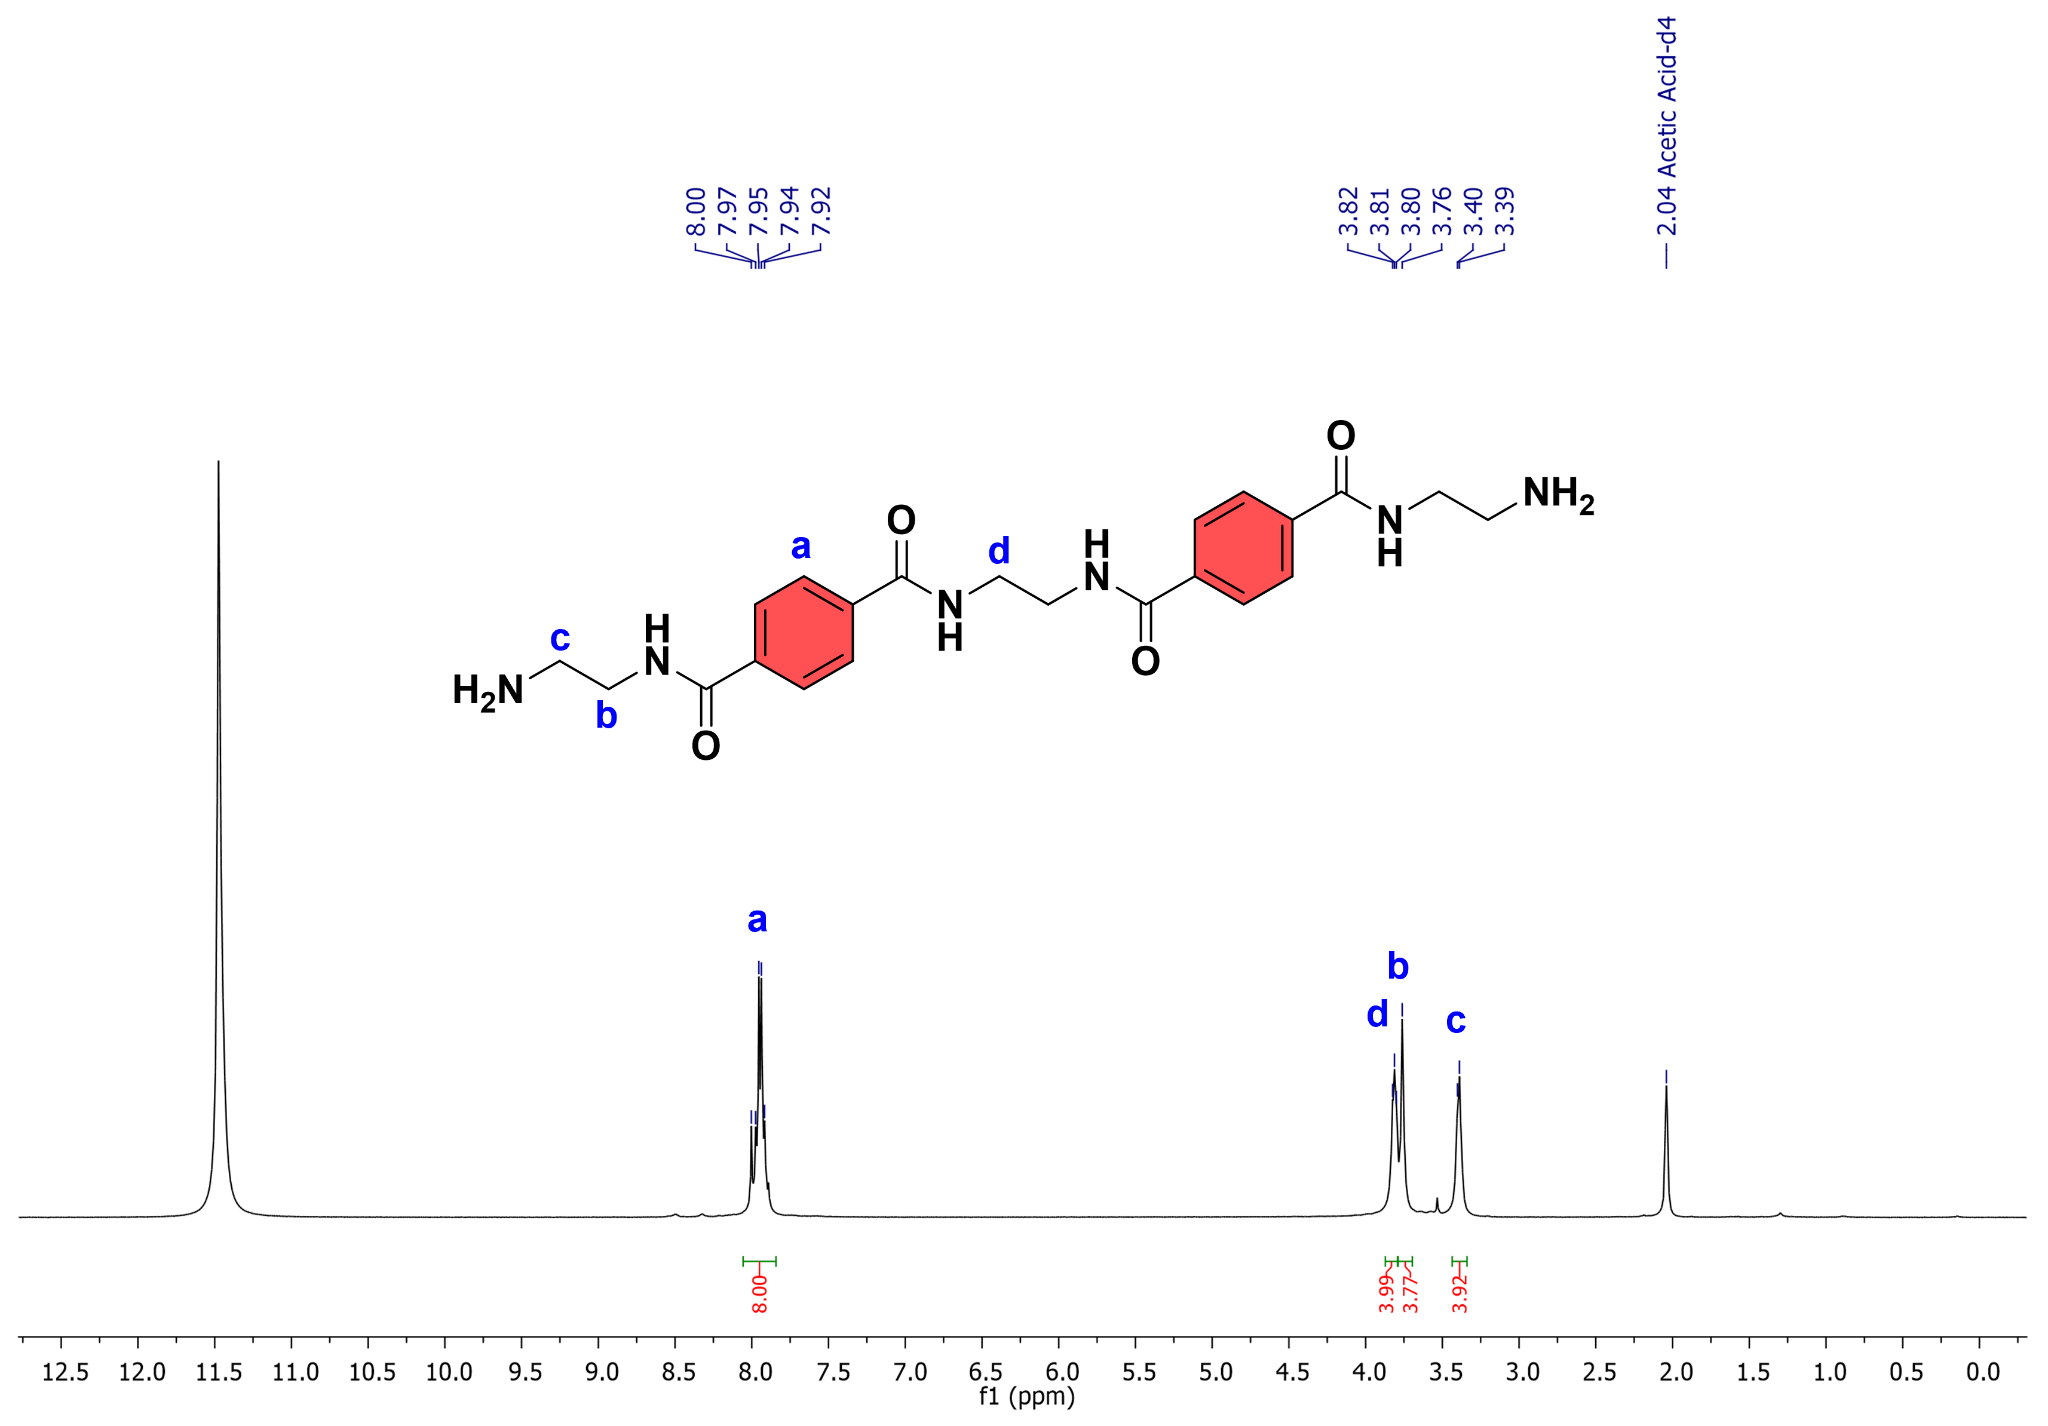 2.04 Acetic Acid-d4
8.00
7.97
7.95
7.94
7.92
3.82
3.81
3.80
3.76
3.40
3.39
O
NH2
N
H
O
a
d
H
N
N
H
O
H
N
c
H2N
b
O
a
b
d
c
8.00
3.99
3.77
3.92
12.5 12.0 11.5 11.0 10.5 10.0 9.5 9.0 8.5 8.0 7.5 7.0 6.5 6.0 5.5 5.0 4.5 4.0 3.5 3.0 2.5 2.0 1.5 1.0 0.5 0.0
f1 (ppm)